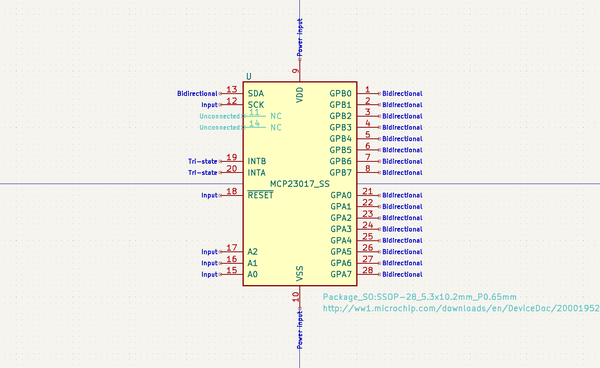 Power input
9
VDD
U
Bidirectional 13 SDA GPB0 1 Bidirectional
Input 12 SCK GPB1 2 Bidirectional
Unconnected 11 NC GPB2 3 Bidirectional
Unconnected 14 NC GPB3 4 Bidirectional
GPB4 5 Bidirectional
GPB5 6 Bidirectional
Tri-state 19 INTB GPB6 7 Bidirectional
Tri-state 20 INTA GPB7 8 Bidirectional
MCP23017_SS
Input 18 RESET GPA0 21 Bidirectional
GPA1 22 Bidirectional
GPA2 23 Bidirectional
GPA3 24 Bidirectional
GPA4 25 Bidirectional
Input 17 A2 GPA5 26 Bidirectional
Input 16 A1 GPA6 27 Bidirectional
Input 15 A0 GPA7 28 Bidirectional
VSS
10
Power input
Package_SO:SSOP-28_5.3x10.2mm_P0.65mm
http://ww1.microchip.com/downloads/en/DeviceDoc/20001952